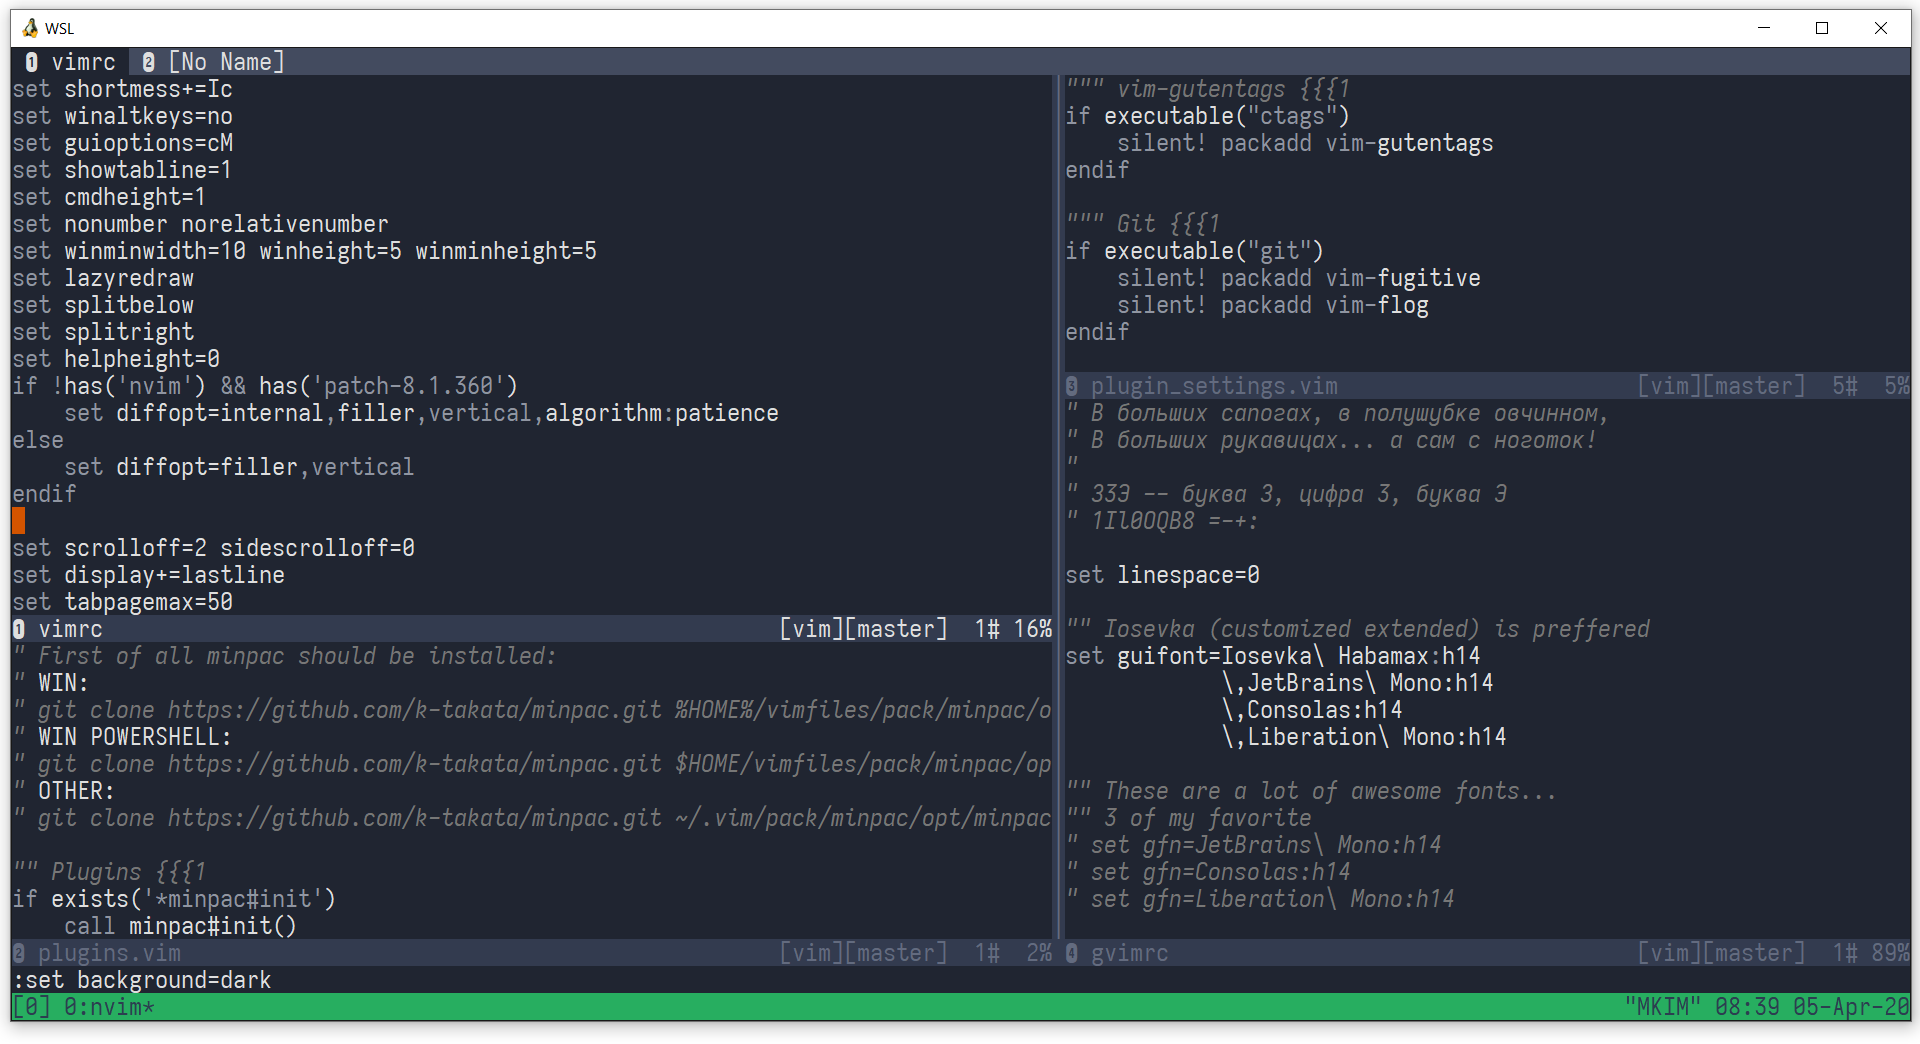 WSL
1 vimrc 2 [No Name]
set shortmess+=Ic
set winaltkeys=no
set guioptions=cM
set showtabline=1
set cmdheight=1
set nonumber norelativenumber
set winminwidth=10 winheight=5 winminheight=5
set lazyredraw
set splitbelow
set splitright
set helpheight=0
if !has('nvim') && has('patch-8.1.360')
    set diffopt=internal,filler,vertical,algorithm:patience
else
    set diffopt=filler,vertical
endif
set scrolloff=2 sidescrolloff=0
set display+=lastline
set tabpagemax=50
1 vimrc [vim][master] 1# 16%
" First of all minpac should be installed:
" WIN:
" git clone https://github.com/k-takata/minpac.git %HOME%/vimfiles/pack/minpac/o
" WIN POWERSHELL:
" git clone https://github.com/k-takata/minpac.git $HOME/vimfiles/pack/minpac/op
" OTHER:
" git clone https://github.com/k-takata/minpac.git ~/.vim/pack/minpac/opt/minpac
"" Plugins {{{1
if exists('*minpac#init')
    call minpac#init()
2 plugins.vim [vim][master] 1# 2%
""" vim-gutentags {{{1
if executable("ctags")
    silent! packadd vim-gutentags
endif
""" Git {{{1
if executable("git")
    silent! packadd vim-fugitive
    silent! packadd vim-flog
endif
3 plugin_settings.vim [vim][master] 5# 5%
" В больших сапогах, в полушубке овчинном,
" В больших рукавицах... а сам с ноготок!
"
" З3Э -- буква З, цифра 3, буква Э
" 1Il0OQB8 =-+:
set linespace=0
"" Iosevka (customized extended) is preffered
set guifont=Iosevka\ Habamax:h14
            \,JetBrains\ Mono:h14
            \,Consolas:h14
            \,Liberation\ Mono:h14
"" These are a lot of awesome fonts...
"" 3 of my favorite
" set gfn=JetBrains\ Mono:h14
" set gfn=Consolas:h14
" set gfn=Liberation\ Mono:h14
4 gvimrc [vim][master] 1# 89%
:set background=dark
[0] 0:nvim* "MKIM" 08:39 05-Apr-20